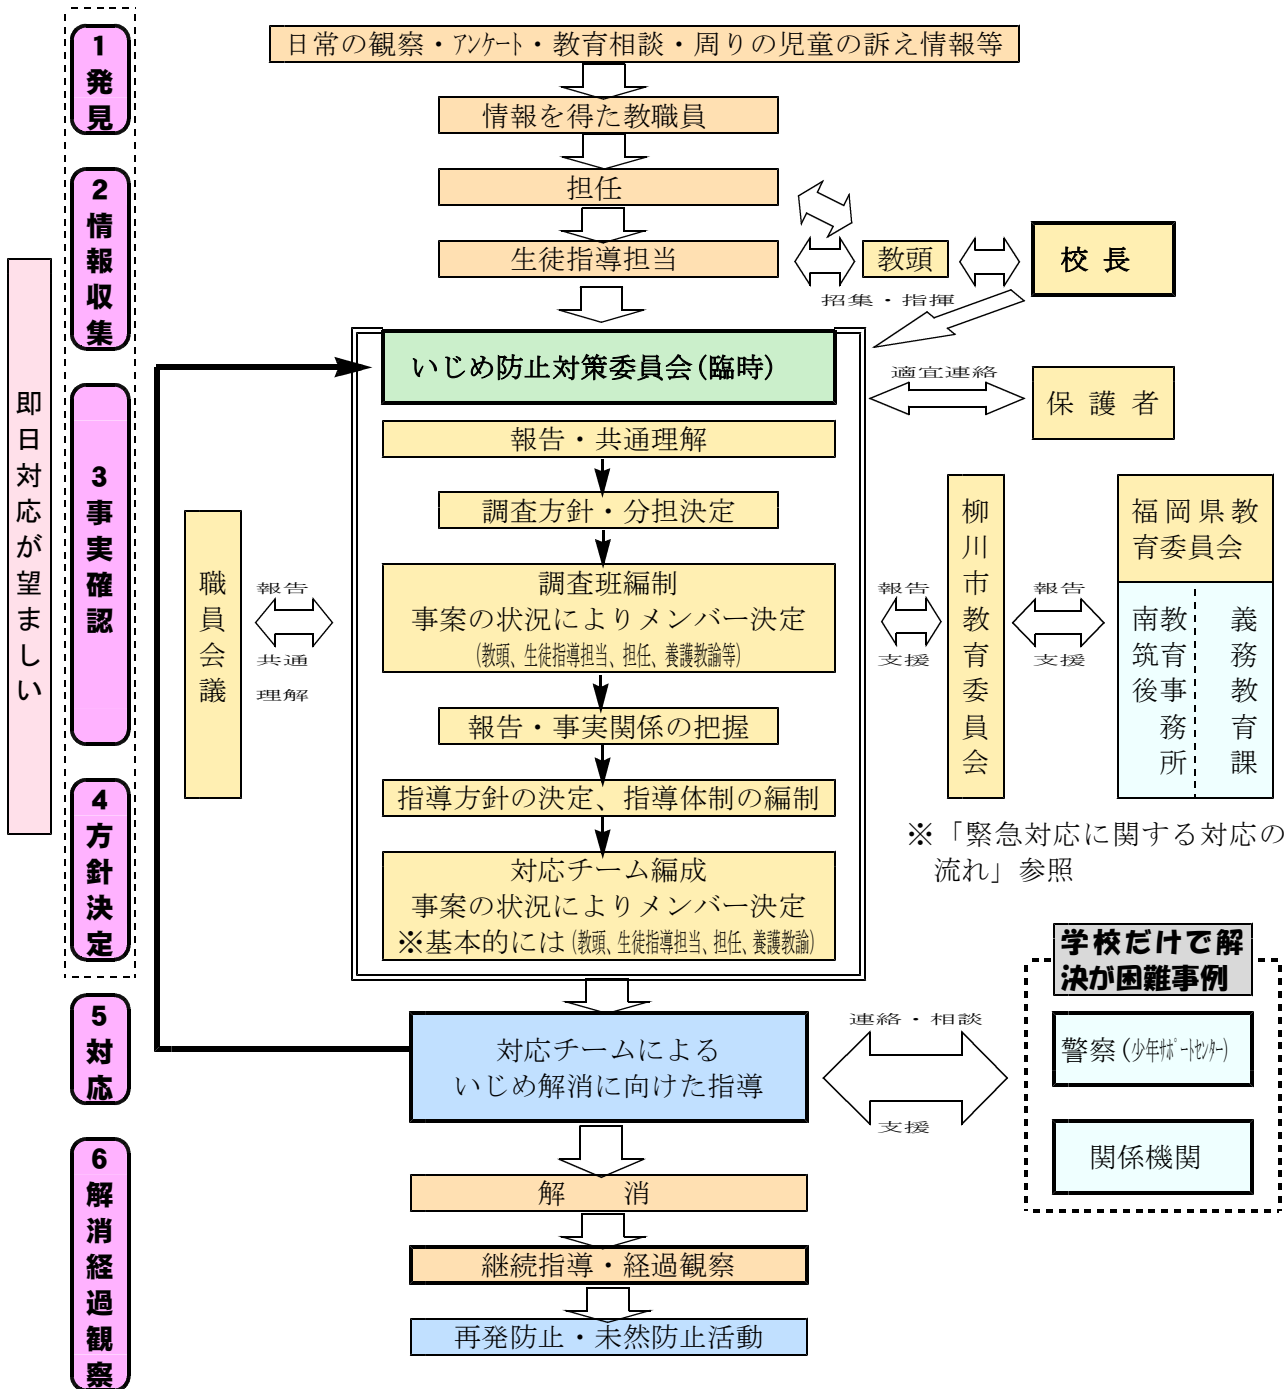 1発見
2情報収集
3事実確認
4方針決定
5対応
6解消経過観察
即日対応が望ましい
日常の観察・アンケート・教育相談・周りの児童の訴え情報等
情報を得た教職員
担任
生徒指導担当
教頭
校 長
招集・指揮
いじめ防止対策委員会(臨時)
適宜連絡
保 護 者
報告・共通理解
調査方針・分担決定
調査班編制
事案の状況によりメンバー決定
(教頭、生徒指導担当、担任、養護教諭等)
報告・事実関係の把握
指導方針の決定、指導体制の編制
対応チーム編成
事案の状況によりメンバー決定
※基本的には(教頭、生徒指導担当、担任、養護教諭)
職員会議
報告
共通
理解
報告
支援
柳川市教育委員会
報告
支援
福岡県教
育委員会
南筑後
教育事務所
義務教育課
※「緊急対応に関する対応の
流れ」参照
学校だけで解
決が困難事例
警察(少年サポートセンター)
関係機関
連絡・相談
支援
対応チームによる
いじめ解消に向けた指導
解 消
継続指導・経過観察
再発防止・未然防止活動